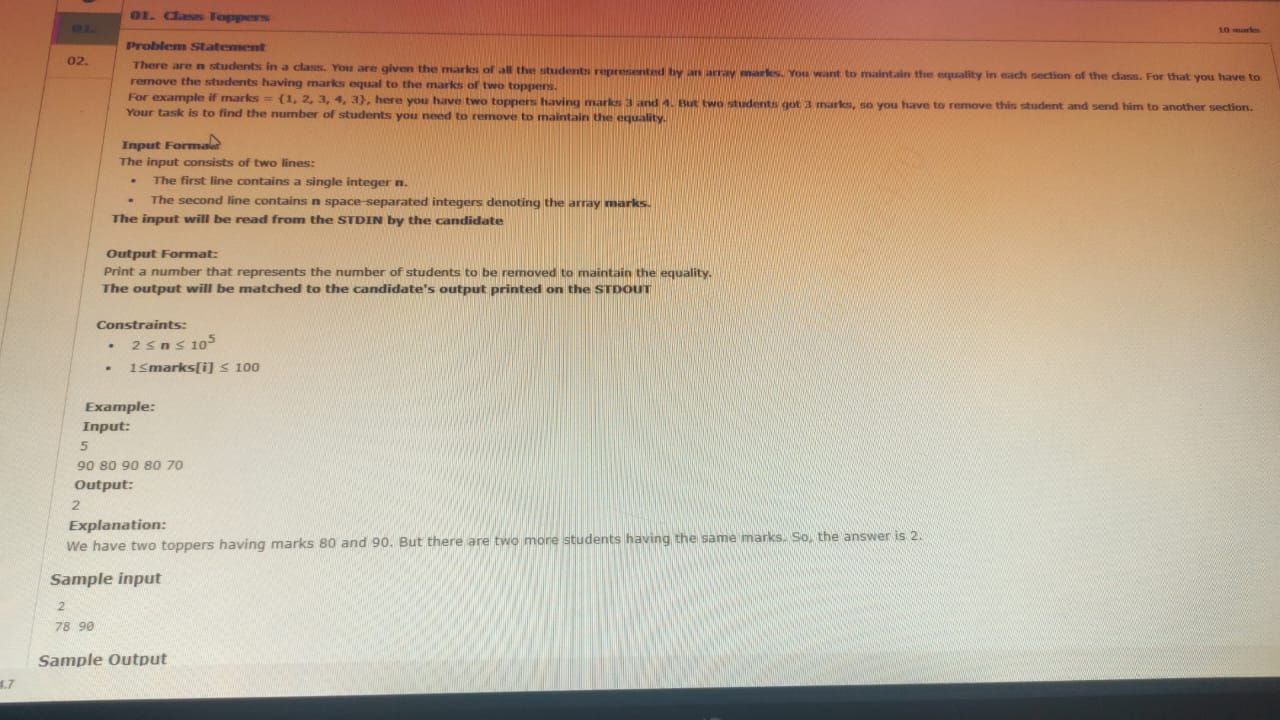 01. Class Toppers
10 marks
01.
02.
Problem Statement
There are n students in a class. You are given the marks of all the students represented by an array marks. You want to maintain the equality in each section of the class. For that you have to
remove the students having marks equal to the marks of two toppers.
For example if marks = {1, 2, 3, 4, 3}, here you have two toppers having marks 3 and 4. But two students got 3 marks, so you have to remove this student and send him to another section.
Your task is to find the number of students you need to remove to maintain the equality.
Input Format
The input consists of two lines:
• The first line contains a single integer n.
• The second line contains n space-separated integers denoting the array marks.
The input will be read from the STDIN by the candidate
Output Format:
Print a number that represents the number of students to be removed to maintain the equality.
The output will be matched to the candidate's output printed on the STDOUT
Constraints:
• 2 ≤ n ≤ 10⁵
• 1≤marks[i] ≤ 100
Example:
Input:
5
90 80 90 80 70
Output:
2
Explanation:
We have two toppers having marks 80 and 90. But there are two more students having the same marks. So, the answer is 2.
Sample input
2
78 90
Sample Output